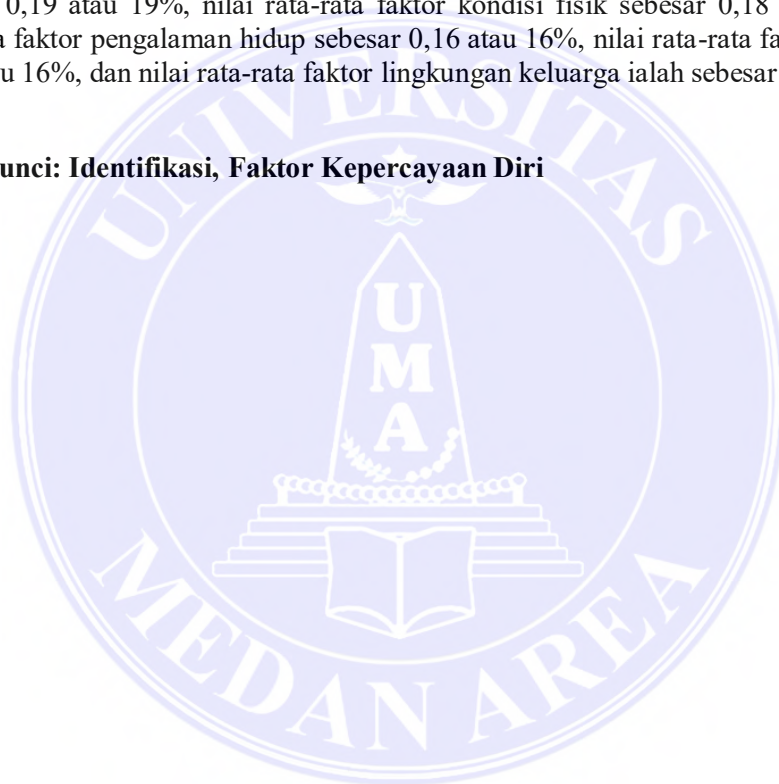 0,19 atau 19%, nilai rata-rata faktor kondisi fisik sebesar 0,18
a faktor pengalaman hidup sebesar 0,16 atau 16%, nilai rata-rata fa
u 16%, dan nilai rata-rata faktor lingkungan keluarga ialah sebesar
unci: Identifikasi, Faktor Kepercayaan Diri
UNIVERSITAS
U
M
A
MEDAN AREA